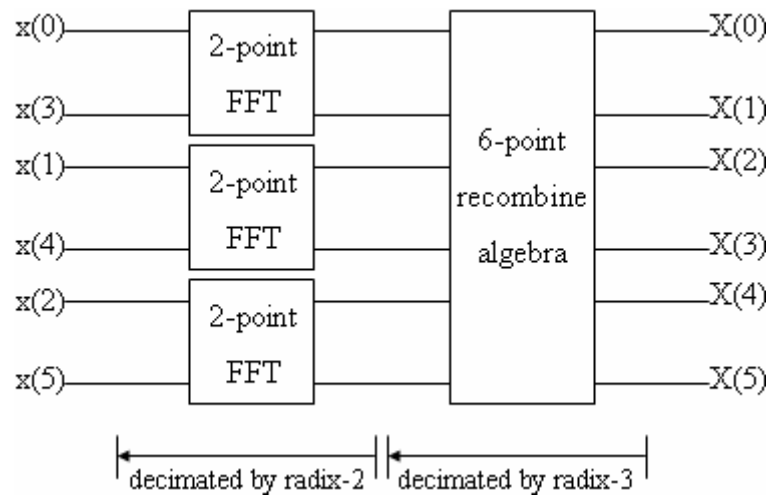 x(0)
x(3)
x(1)
x(4)
x(2)
x(5)
2-point
FFT
2-point
FFT
2-point
FFT
6-point
recombine
algebra
X(0)
X(1)
X(2)
X(3)
X(4)
X(5)
decimated by radix-2
decimated by radix-3